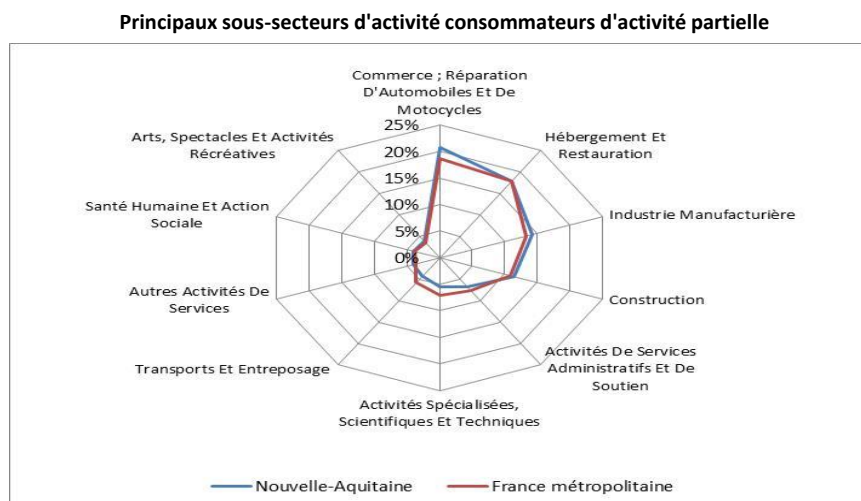 Principaux sous-secteurs d'activité consommateurs d'activité partielle
Commerce ; Réparation
D'Automobiles Et De
Motocycles
Arts, Spectacles Et Activités
Récréatives
25%
20%
15%
10%
5%
0%
Hébergement Et
Restauration
Santé Humaine Et Action
Sociale
Industrie Manufacturière
Autres Activités De
Services
Construction
Transports Et Entreposage
Activités De Services
Administratifs Et De
Soutien
Activités Spécialisées,
Scientifiques Et Techniques
Nouvelle-Aquitaine
France métropolitaine